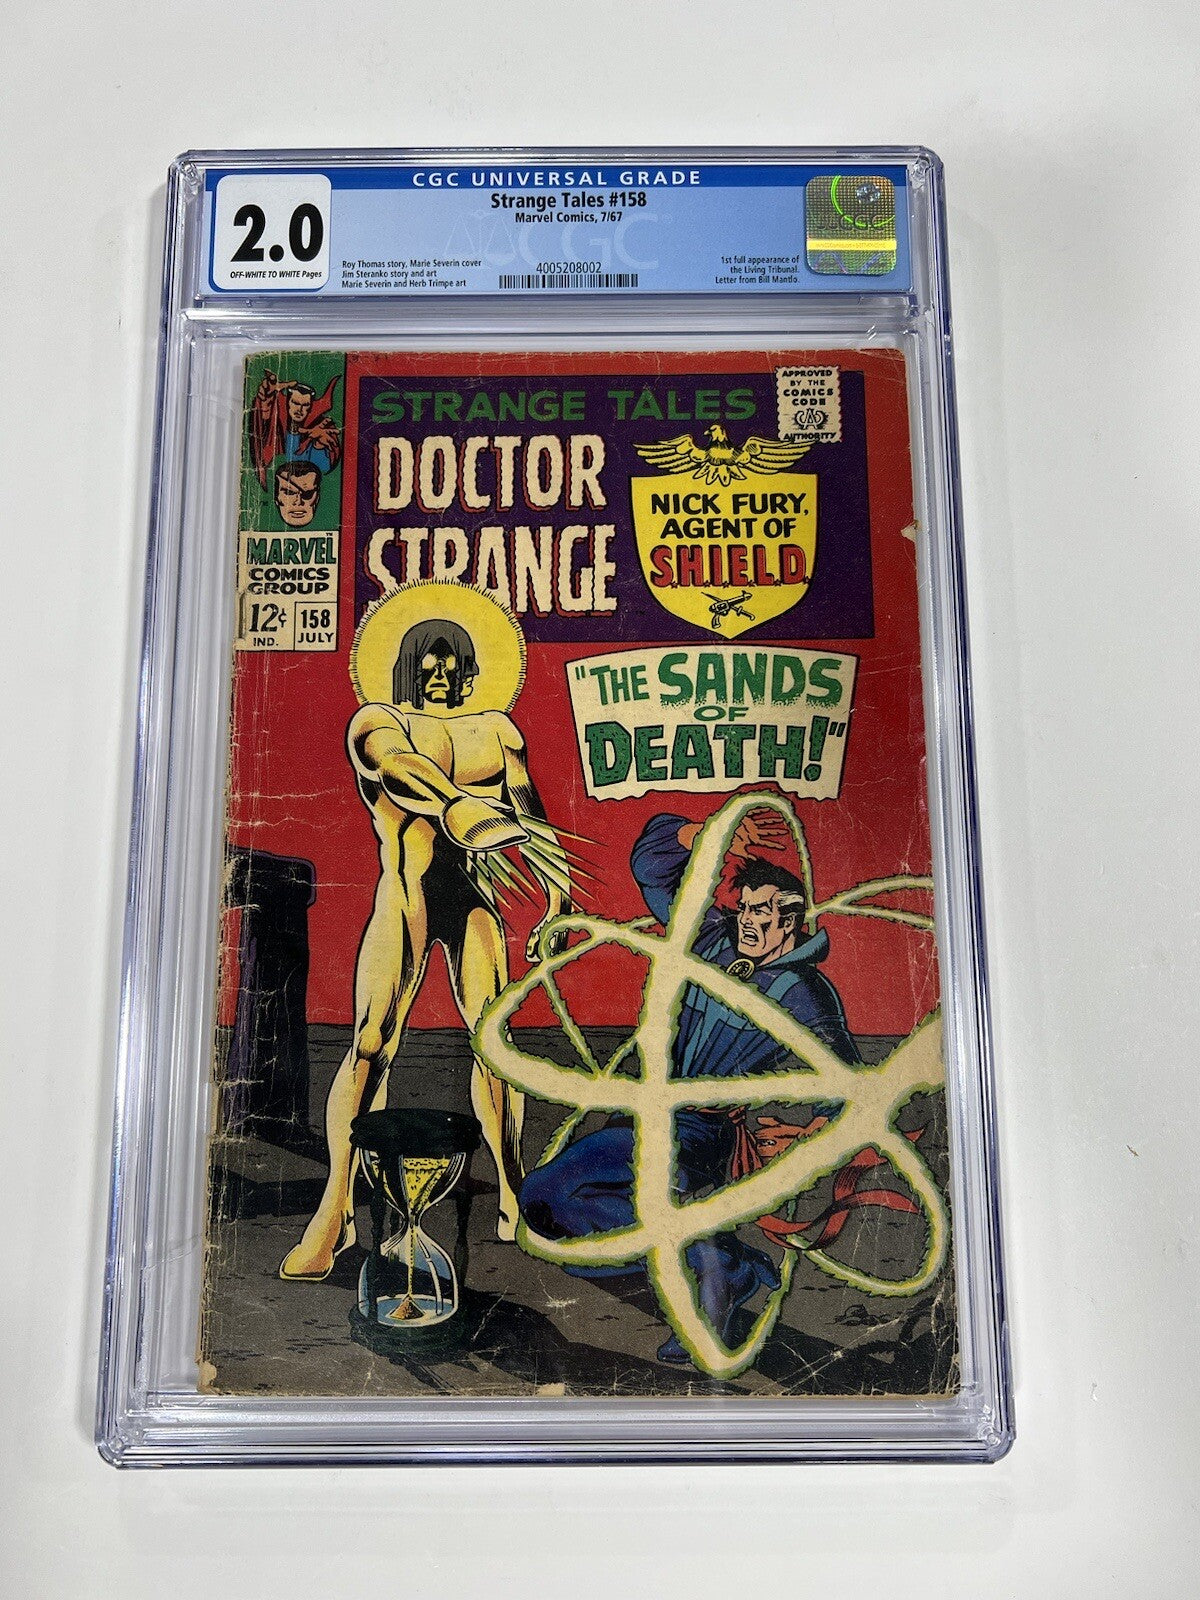 CGC UNIVERSAL GRADE
2.0
OFF-WHITE TO WHITE Pages
Strange Tales #158
Marvel Comics, 7/67
CGC
Roy Thomas story, Marie Severin cover
Jim Steranko story and art
Marie Severin and Herb Trimpe art
4005208002
1st full appearance of
the Living Tribunal.
Letter from Bill Mantlo.
CGC
STRANGE TALES
APPROVED
BY THE
COMICS
CODE
AUTHORITY
DOCTOR
STRANGE
NICK FURY,
AGENT OF
S.H.I.E.L.D.
MARVEL
COMICS
GROUP
12¢
IND.
158
JULY
"THE SANDS
OF
DEATH!"